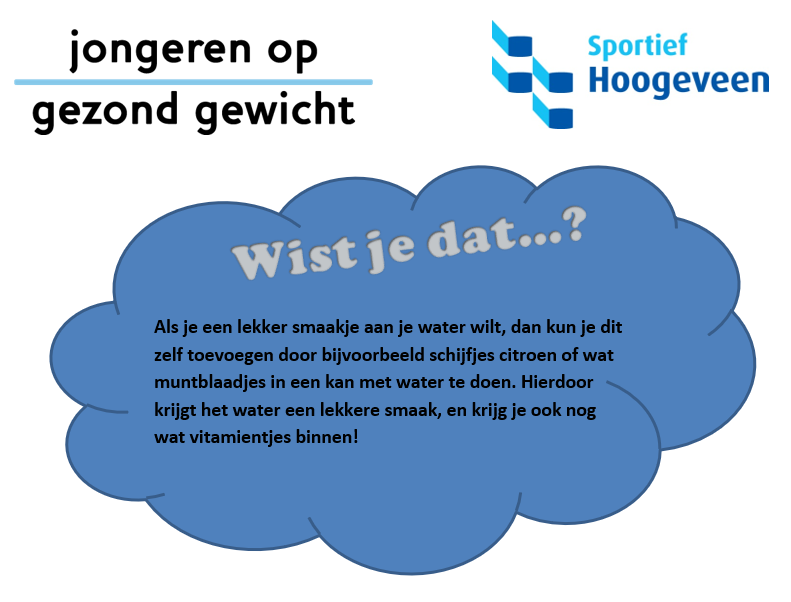 jongeren op
gezond gewicht
Sportief
Hoogeveen
Wist je dat...?
Als je een lekker smaakje aan je water wilt, dan kun je dit
zelf toevoegen door bijvoorbeeld schijfjes citroen of wat
muntblaadjes in een kan met water te doen. Hierdoor
krijgt het water een lekkere smaak, en krijg je ook nog
wat vitamientjes binnen!